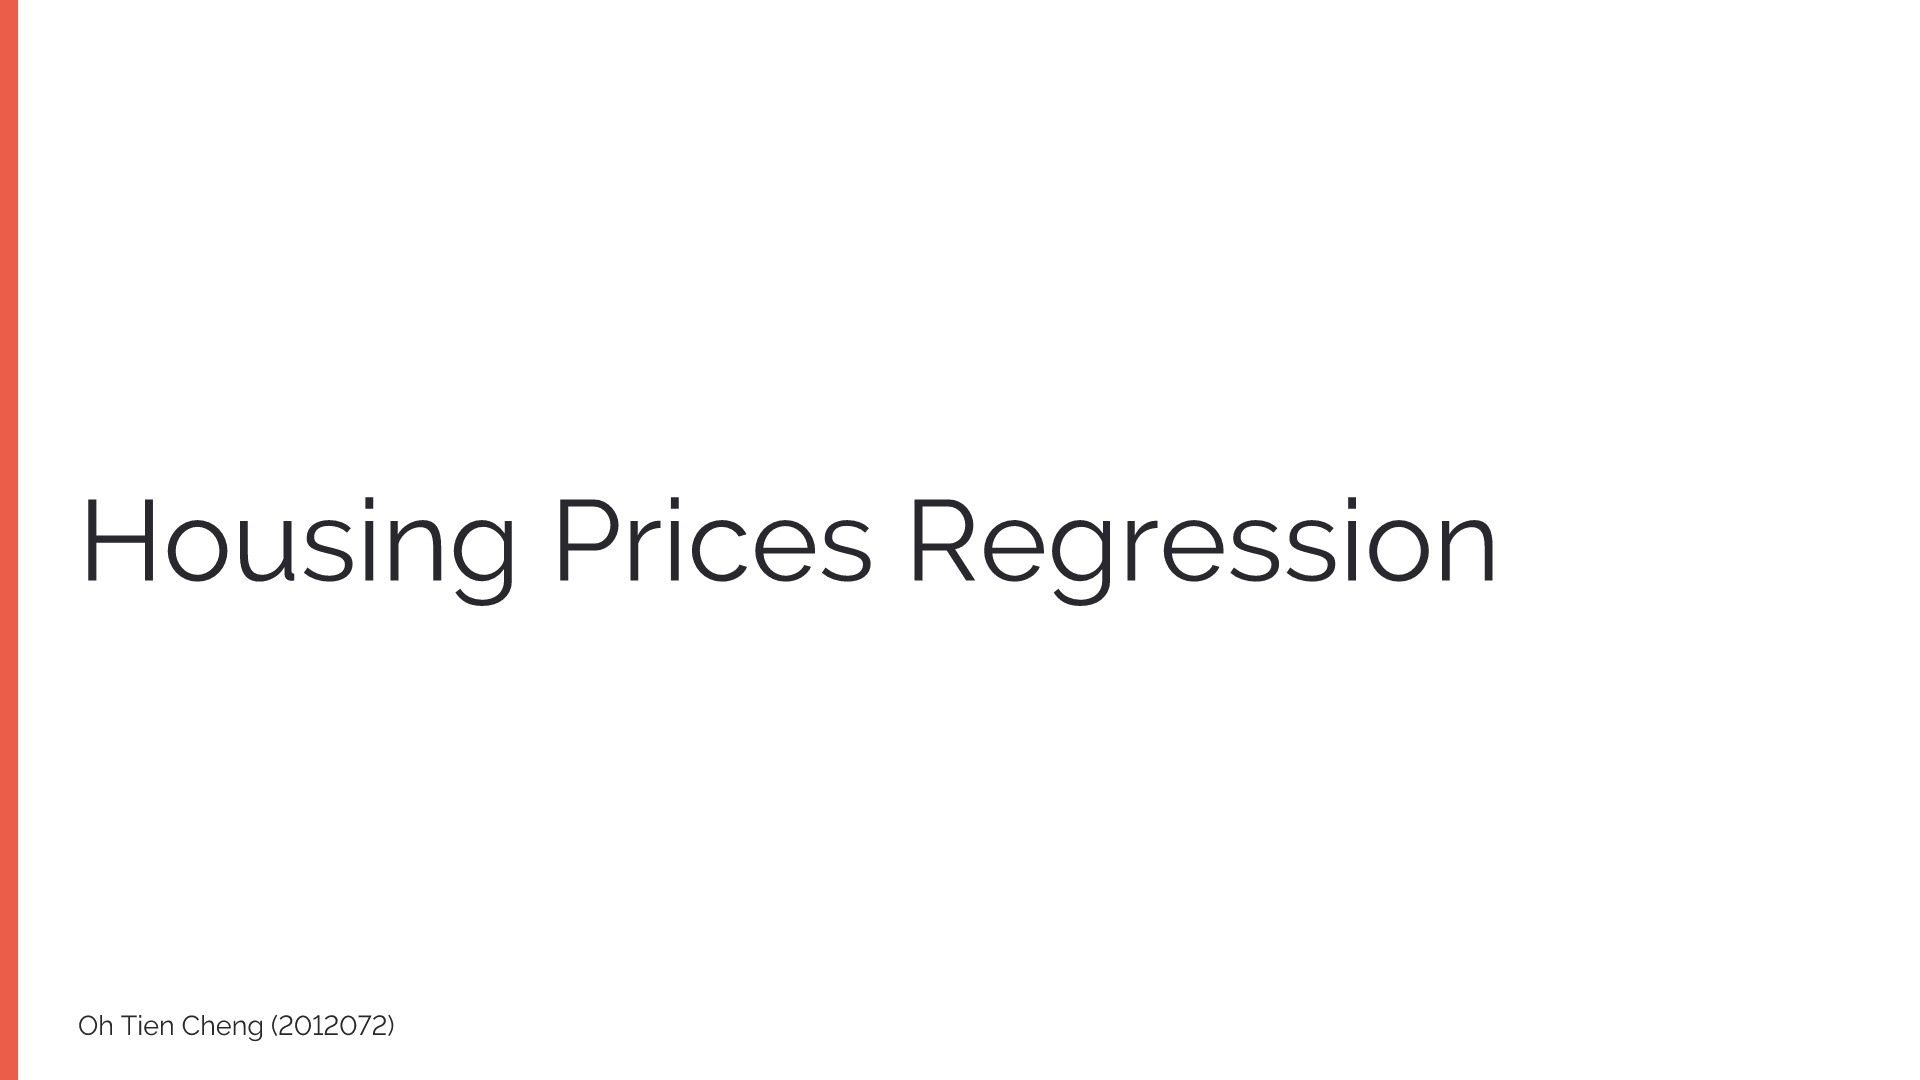 Housing Prices Regression
Oh Tien Cheng (2012072)